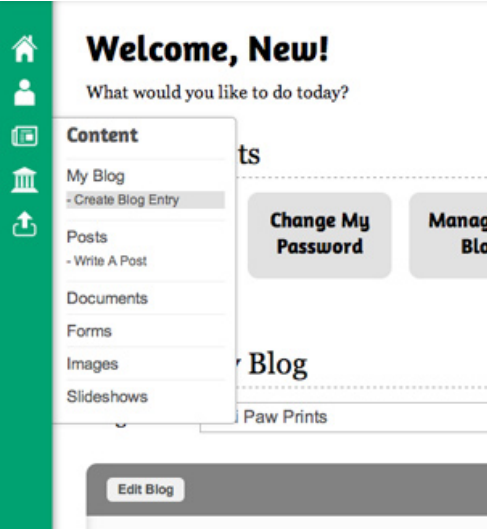 Welcome, New!
What would you like to do today?
Content
My Blog
- Create Blog Entry
Posts
- Write A Post
Documents
Forms
Images
Slideshows
ts
Change My
Password
Blog
Paw Prints
Edit Blog